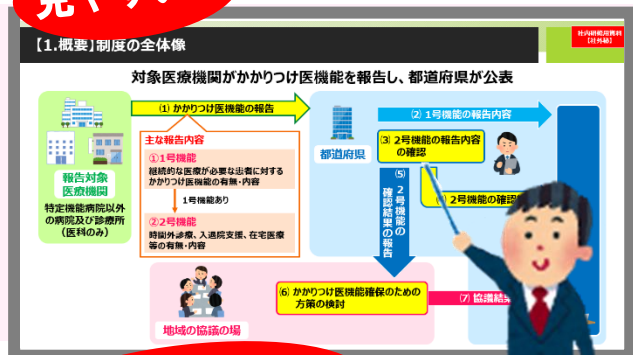 【1.概要】制度の全体像
社内研修用資料
【社外秘】
対象医療機関がかかりつけ医機能を報告し、都道府県が公表
(1) かかりつけ医機能の報告
(2) 1号機能の報告内容
主な報告内容
①1号機能
継続的な医療が必要な患者に対する
かかりつけ医機能の有無・内容
1号機能あり
②2号機能
時間外診療、入退院支援、在宅医療
等の有無・内容
報告対象
医療機関
特定機能病院以外
の病院及び診療所
(医科のみ)
都道府県
(3) 2号機能の報告内容
の確認
2号機能の確認
(5) 2号機能の
確認結果の報告
(6) かかりつけ医機能確保のための
方策の検討
(7) 協議結果
地域の協議の場